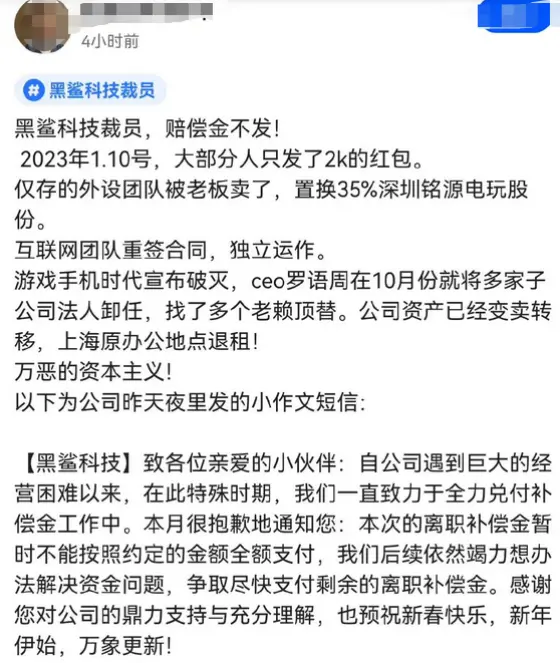 4小时前
# 黑鲨科技裁员
黑鲨科技裁员，赔偿金不发！
2023年1.10号，大部分人只发了2k的红包。
仅存的外设团队被老板卖了，置换35%深圳铭源电玩股
份。
互联网团队重签合同，独立运作。
游戏手机时代宣布破灭，ceo罗语周在10月份就将多家子
公司法人卸任，找了多个老赖顶替。公司资产已经变卖转
移，上海原办公地点退租！
万恶的资本主义！
以下为公司昨天夜里发的小作文短信：
【黑鲨科技】致各位亲爱的小伙伴：自公司遇到巨大的经
营困难以来，在此特殊时期，我们一直致力于全力兑付补
偿金工作中。本月很抱歉地通知您：本次的离职补偿金暂
时不能按照约定的金额全额支付，我们后续依然竭力想办
法解决资金问题，争取尽快支付剩余的离职补偿金。感谢
您对公司的鼎力支持与充分理解，也预祝新春快乐，新年
伊始，万象更新！